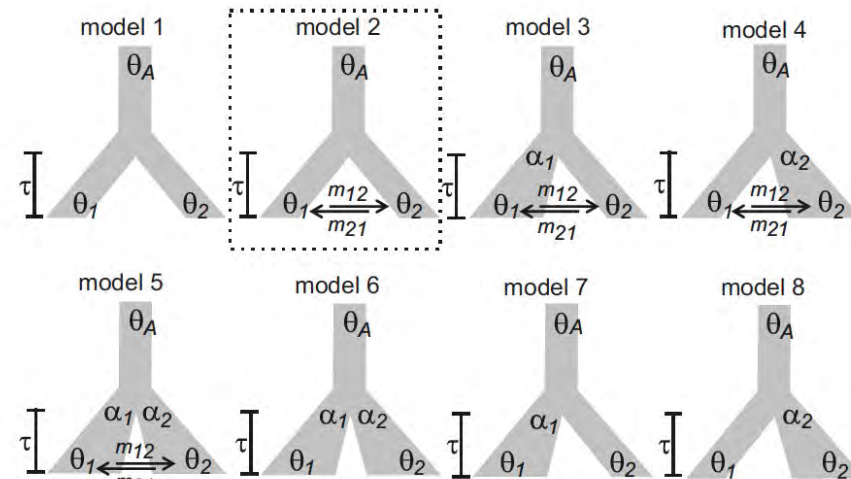 model 1 model 2 model 3 model 4
θA θA θA θA
α1 α2
τ τ τ τ
θ1 θ2 θ1 m12 θ2 θ1 m12 θ2 θ1 m12 θ2
m21 m21 m21
model 5 model 6 model 7 model 8
θA θA θA θA
α1 α2 α1 α2 α1 α2
τ τ τ τ
θ1 m12 θ2 θ1 θ2 θ1 θ2 θ1 θ2